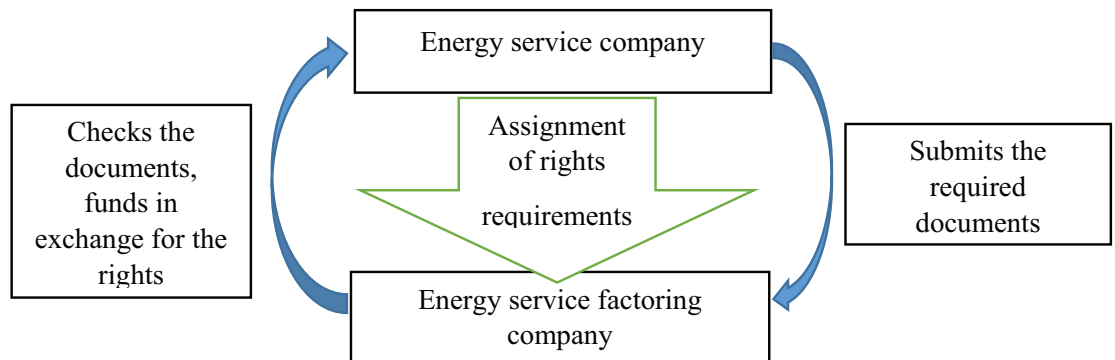 Energy service company
Checks the
documents,
funds in
exchange for the
rights
Assignment
of rights
requirements
Submits the
required
documents
Energy service factoring
company